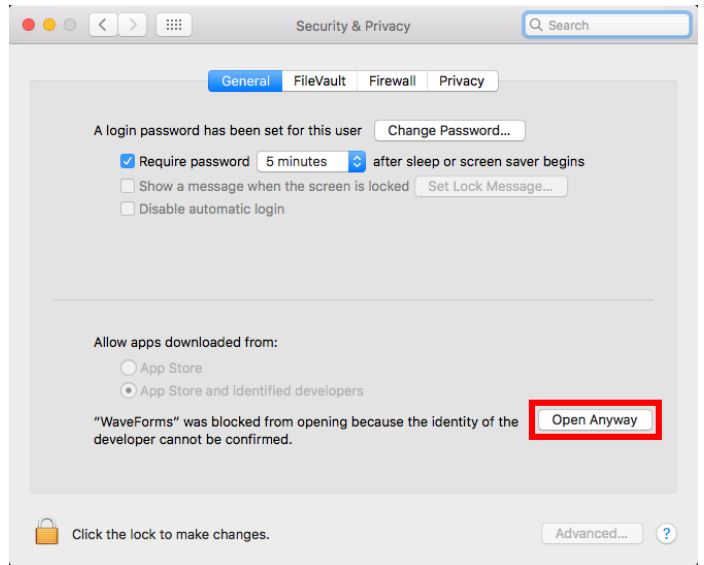 Security & Privacy
Search
General FileVault Firewall Privacy
A login password has been set for this user Change Password...
Require password 5 minutes after sleep or screen saver begins
Show a message when the screen is locked Set Lock Message...
Disable automatic login
Allow apps downloaded from:
App Store
App Store and identified developers
“WaveForms” was blocked from opening because the identity of the Open Anyway
developer cannot be confirmed.
Click the lock to make changes. Advanced... ?